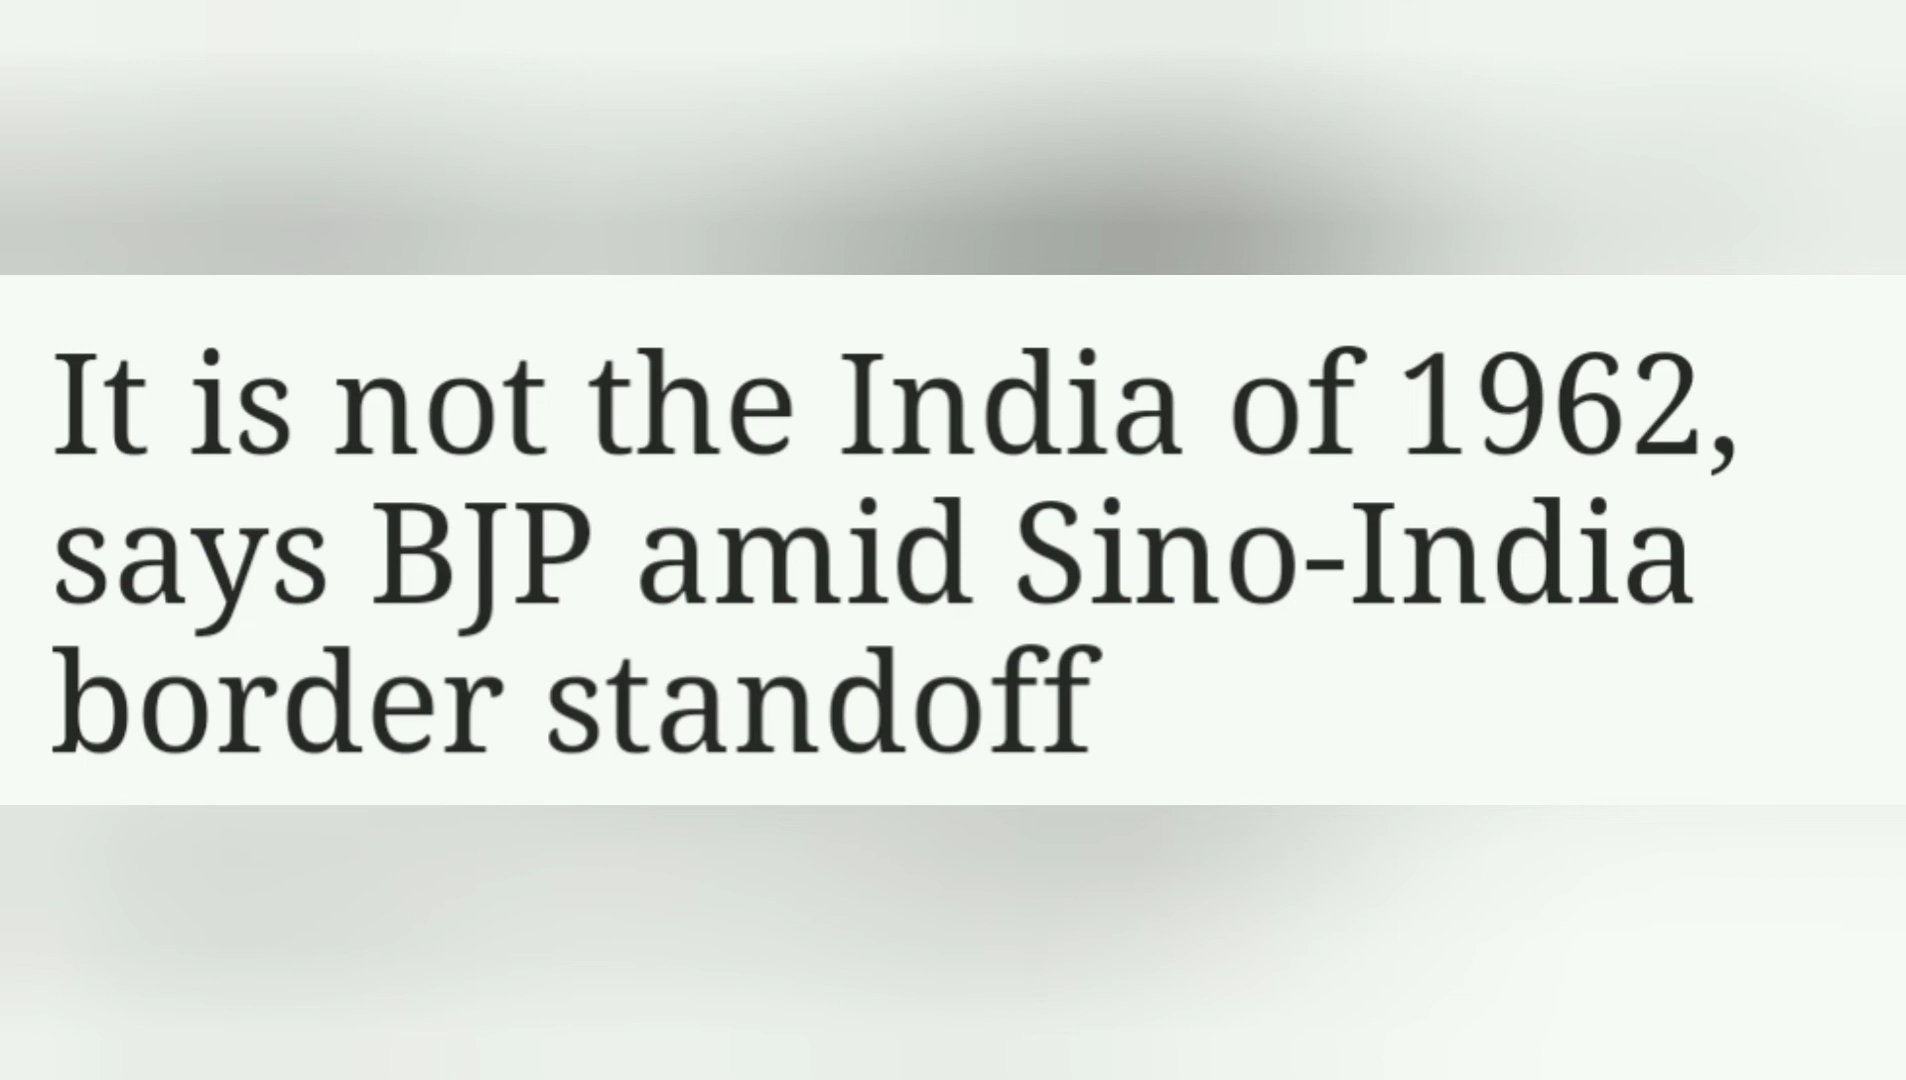 It is not the India of 1962,
says BJP amid Sino-India
border standoff